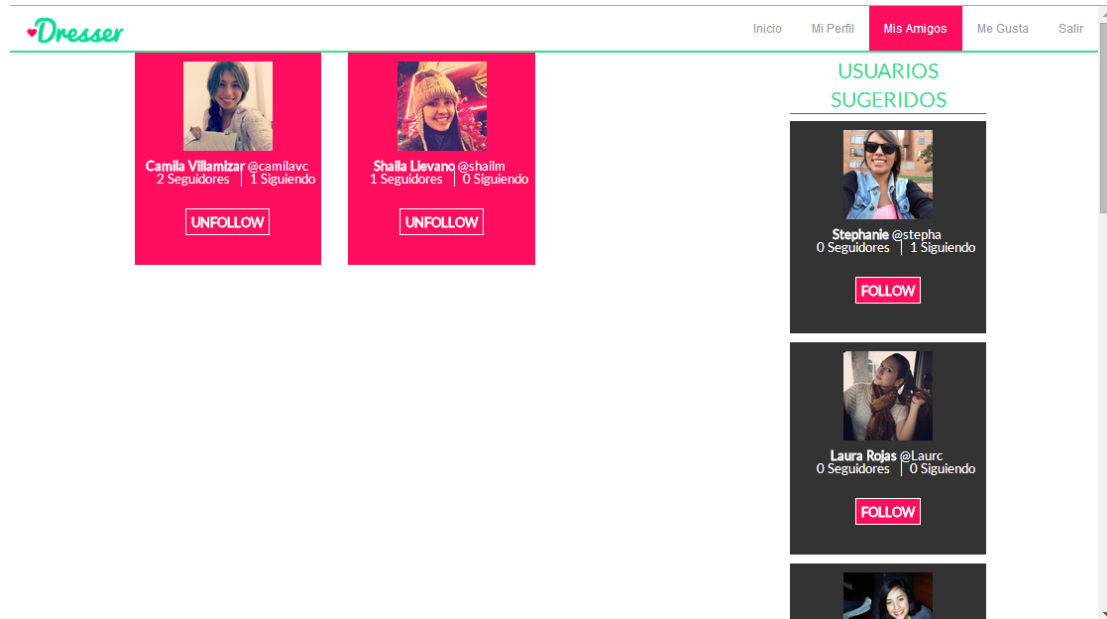 Dresser
Inicio Mi Perfil Mis Amigos Me Gusta Salir
Camila Villamizar @camilavc
2 Seguidores 1 Siguiendo
UNFOLLOW
Shaila Lievano @shailm
1 Seguidores 0 Siguiendo
UNFOLLOW
USUARIOS
SUGERIDOS
Stephanie @stepha
0 Seguidores 1 Siguiendo
FOLLOW
Laura Rojas @Laurc
0 Seguidores 0 Siguiendo
FOLLOW